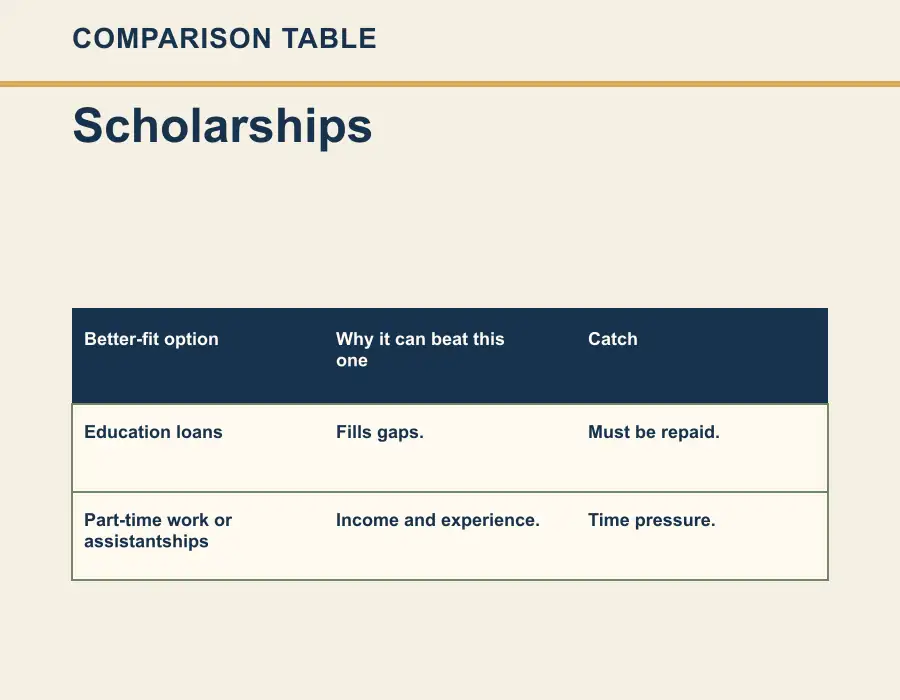 COMPARISON TABLE
Scholarships
Better-fit option
Why it can beat this
one
Catch
Education loans
Fills gaps.
Must be repaid.
Part-time work or
assistantships
Income and experience.
Time pressure.